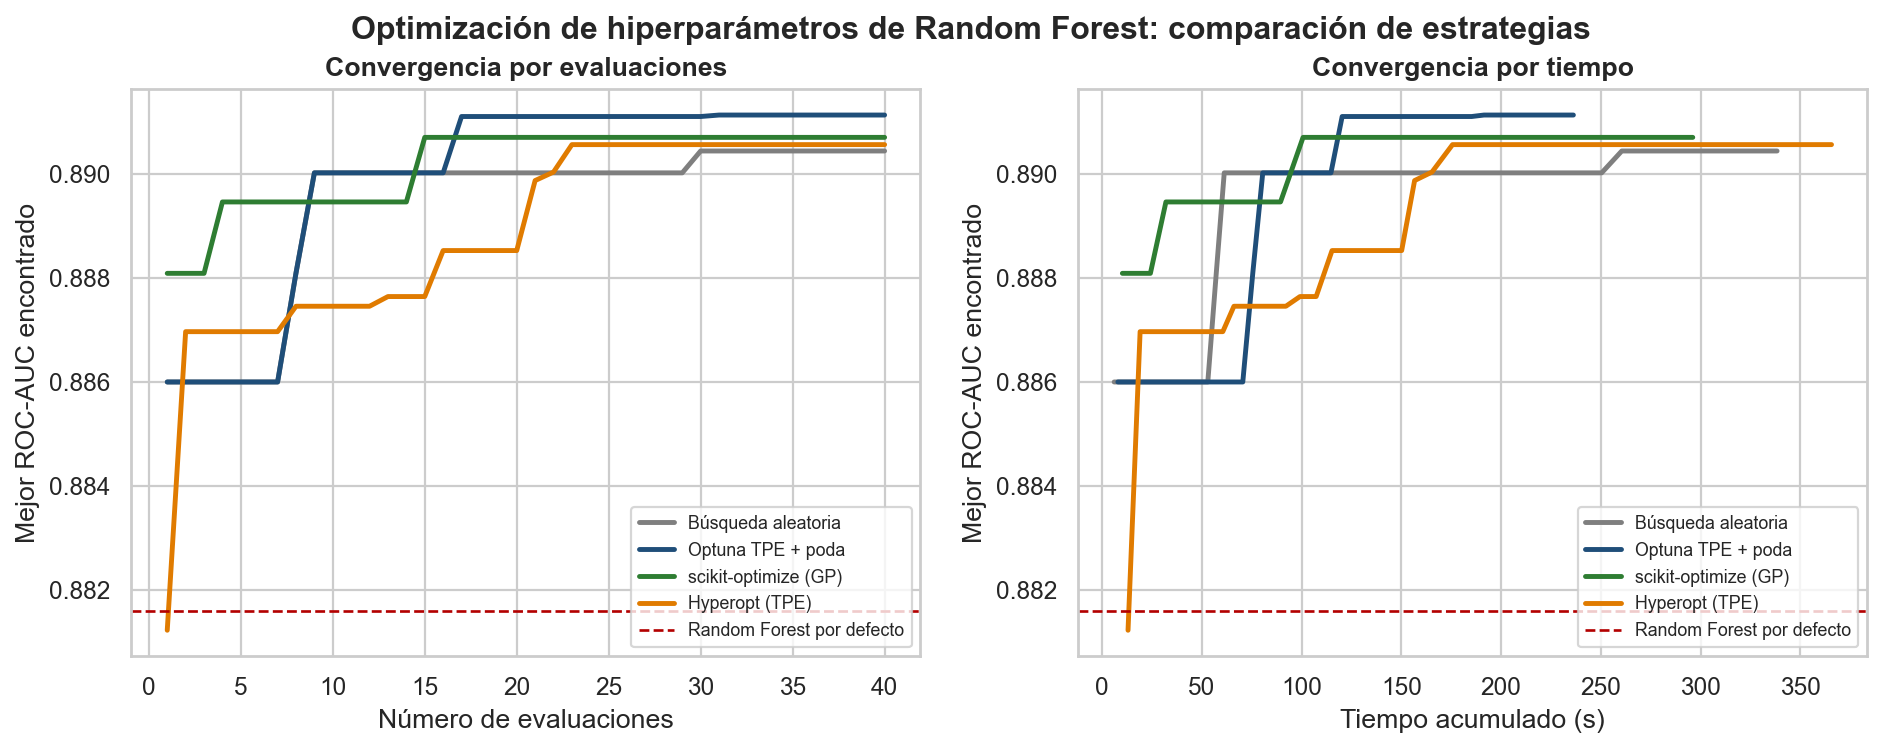 Optimización de hiperparámetros de Random Forest: comparación de estrategias
Convergencia por evaluaciones
Mejor ROC-AUC encontrado
0.890
0.888
0.886
0.884
0.882
0 5 10 15 20 25 30 35 40
Número de evaluaciones
Búsqueda aleatoria
Optuna TPE + poda
scikit-optimize (GP)
Hyperopt (TPE)
Random Forest por defecto
Convergencia por tiempo
Mejor ROC-AUC encontrado
0.890
0.888
0.886
0.884
0.882
0 50 100 150 200 250 300 350
Tiempo acumulado (s)
Búsqueda aleatoria
Optuna TPE + poda
scikit-optimize (GP)
Hyperopt (TPE)
Random Forest por defecto